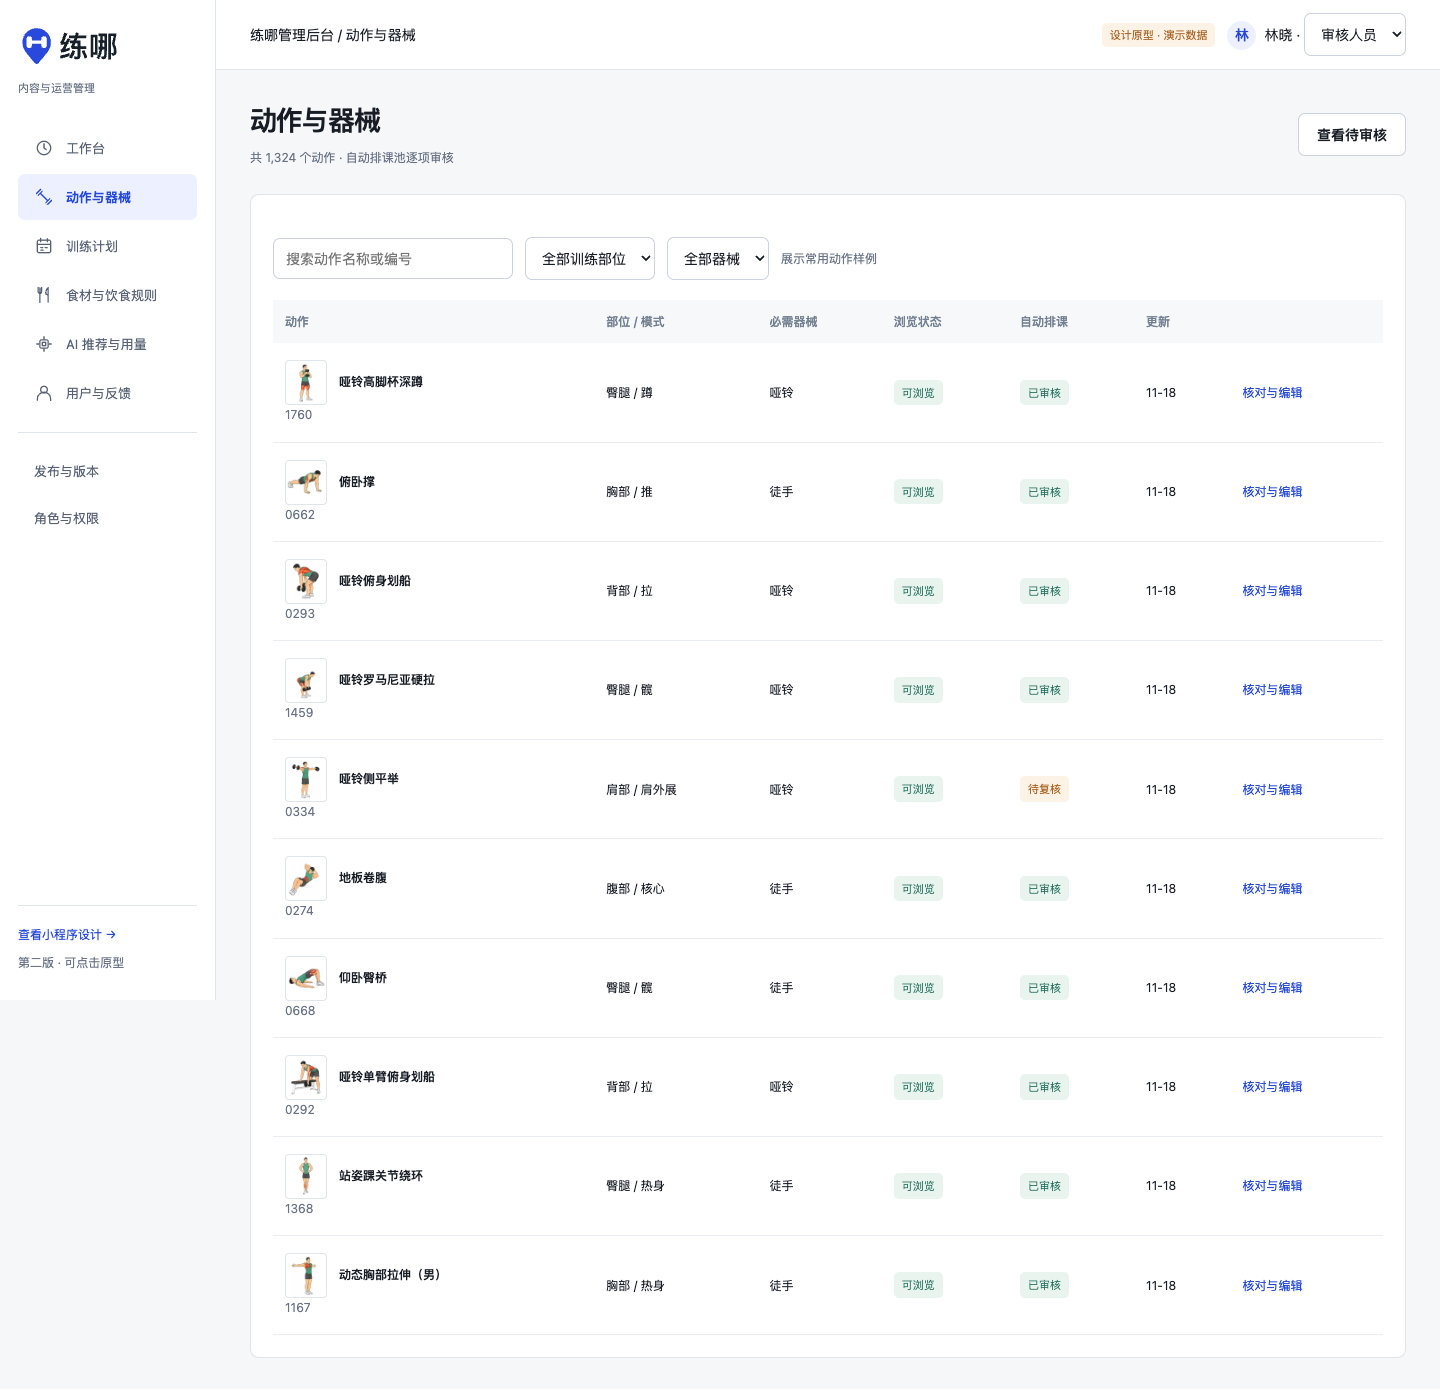 练哪
内容与运营管理
工作台
动作与器械
训练计划
食材与饮食规则
AI 推荐与用量
用户与反馈
发布与版本
角色与权限
查看小程序设计 →
第二版 · 可点击原型
练哪管理后台 / 动作与器械
设计原型 · 演示数据
林 林晓 · 审核人员
动作与器械
共 1,324 个动作 · 自动排课池逐项审核
查看待审核
搜索动作名称或编号 全部训练部位 全部器械 展示常用动作样例
动作 部位 / 模式 必需器械 浏览状态 自动排课 更新
哑铃高脚杯深蹲
1760
臀腿 / 蹲 哑铃 可浏览 已审核 11-18 核对与编辑
俯卧撑
0662
胸部 / 推 徒手 可浏览 已审核 11-18 核对与编辑
哑铃俯身划船
0293
背部 / 拉 哑铃 可浏览 已审核 11-18 核对与编辑
哑铃罗马尼亚硬拉
1459
臀腿 / 髋 哑铃 可浏览 已审核 11-18 核对与编辑
哑铃侧平举
0334
肩部 / 肩外展 哑铃 可浏览 待复核 11-18 核对与编辑
地板卷腹
0274
腹部 / 核心 徒手 可浏览 已审核 11-18 核对与编辑
仰卧臀桥
0668
臀腿 / 髋 徒手 可浏览 已审核 11-18 核对与编辑
哑铃单臂俯身划船
0292
背部 / 拉 哑铃 可浏览 已审核 11-18 核对与编辑
站姿踝关节绕环
1368
臀腿 / 热身 徒手 可浏览 已审核 11-18 核对与编辑
动态胸部拉伸（男）
1167
胸部 / 热身 徒手 可浏览 已审核 11-18 核对与编辑